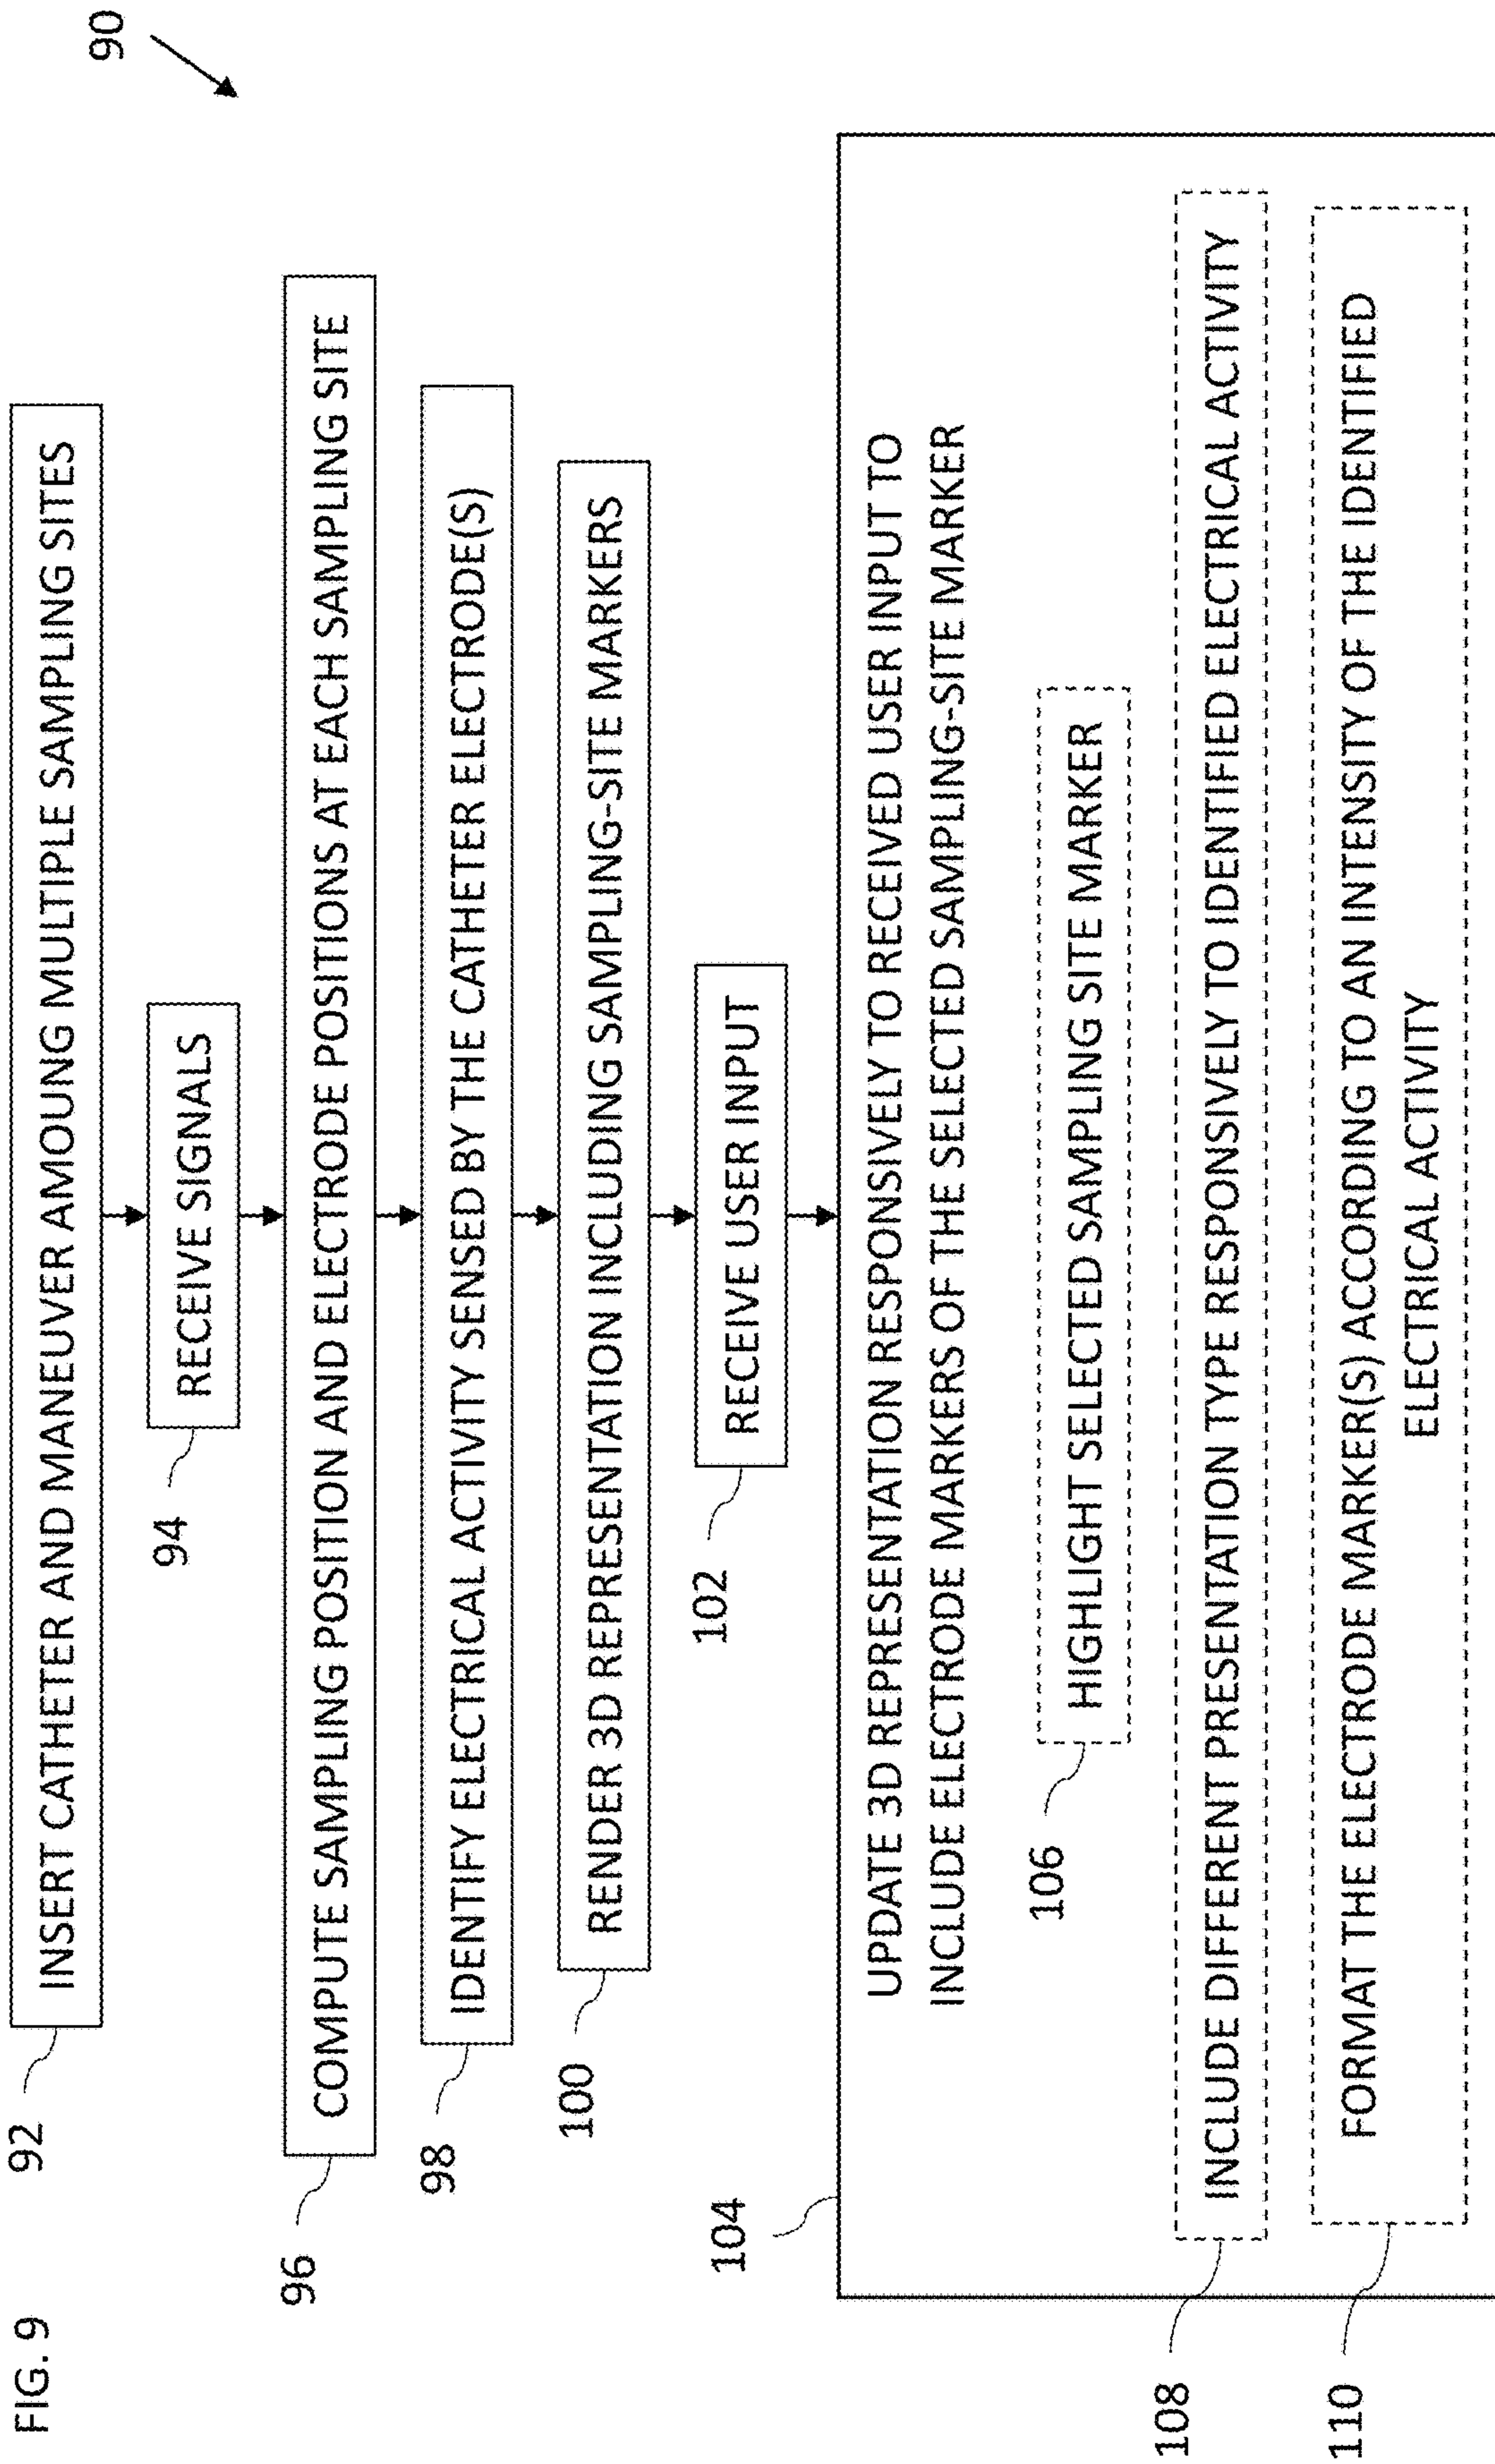 FIG. 9
90
92
INSERT CATHETER AND MANEUVER AMOUNG MULTIPLE SAMPLING SITES
94
RECEIVE SIGNALS
96
COMPUTE SAMPLING POSITION AND ELECTRODE POSITIONS AT EACH SAMPLING SITE
98
IDENTIFY ELECTRICAL ACTIVITY SENSED BY THE CATHETER ELECTRODE(S)
100
RENDER 3D REPRESENTATION INCLUDING SAMPLING-SITE MARKERS
102
RECEIVE USER INPUT
104
UPDATE 3D REPRESENTATION RESPONSIVELY TO RECEIVED USER INPUT TO
INCLUDE ELECTRODE MARKERS OF THE SELECTED SAMPLING-SITE MARKER
106
HIGHLIGHT SELECTED SAMPLING SITE MARKER
108
INCLUDE DIFFERENT PRESENTATION TYPE RESPONSIVELY TO IDENTIFIED ELECTRICAL ACTIVITY
110
FORMAT THE ELECTRODE MARKER(S) ACCORDING TO AN INTENSITY OF THE IDENTIFIED
ELECTRICAL ACTIVITY